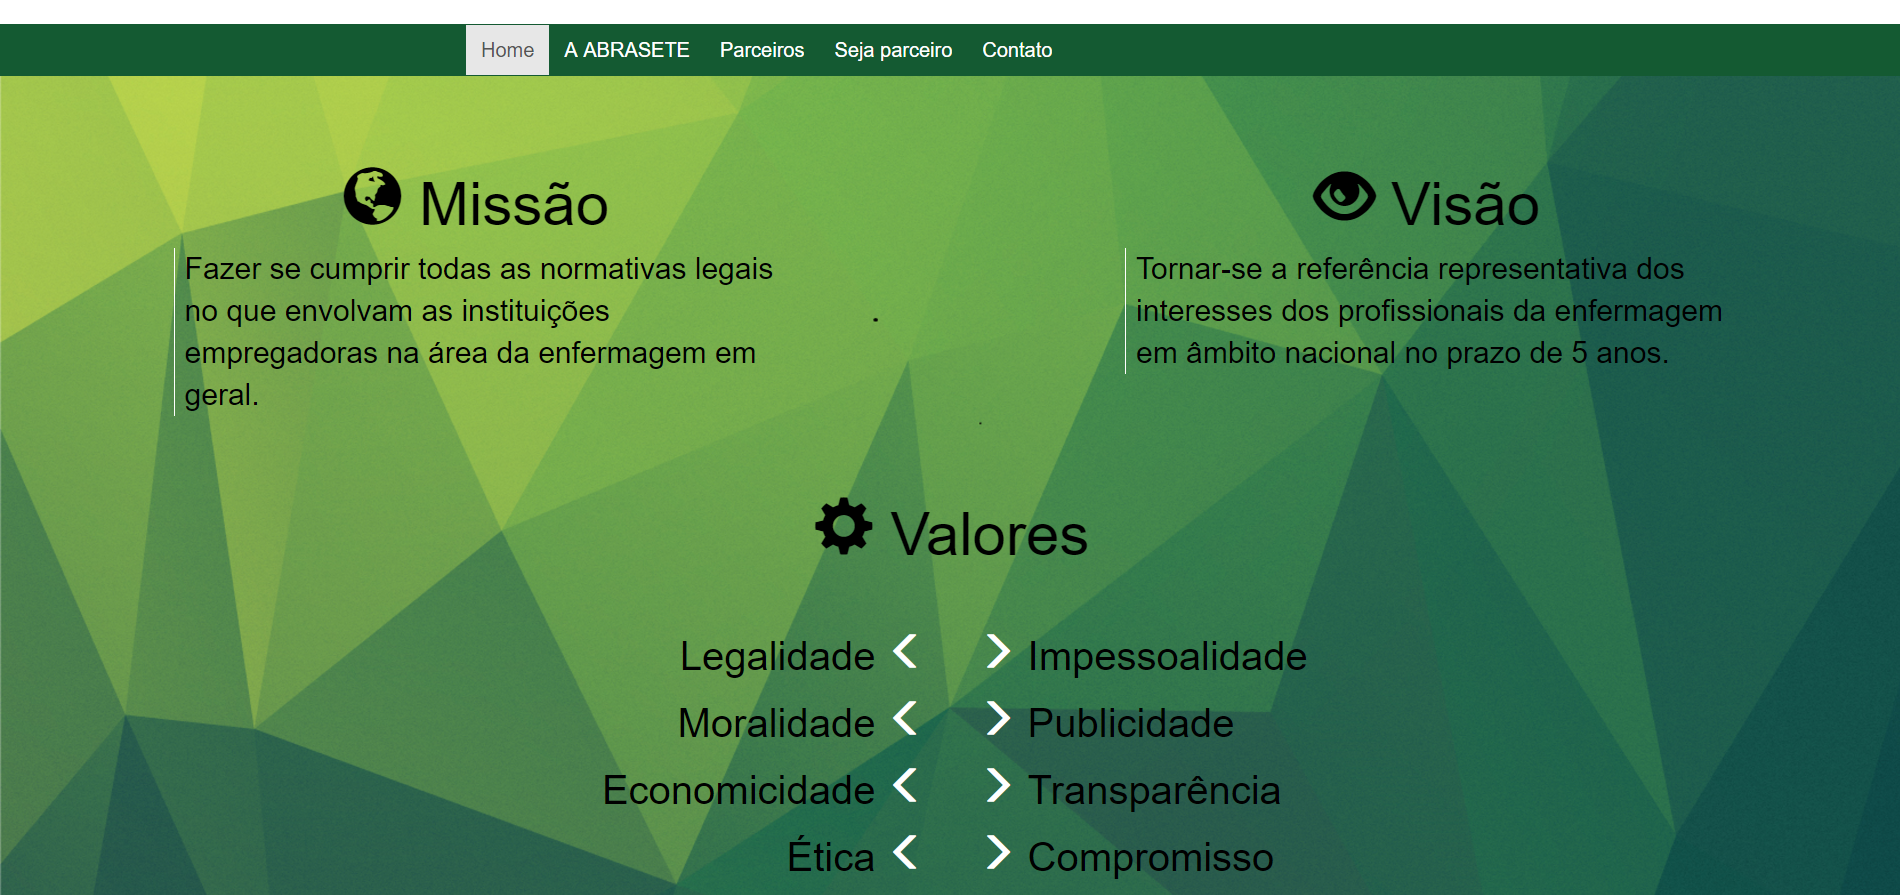 Home A ABRASETE Parceiros Seja parceiro Contato
Missão
Fazer se cumprir todas as normativas legais
no que envolvam as instituições
empregadoras na área da enfermagem em
geral.
Visão
Tornar-se a referência representativa dos
interesses dos profissionais da enfermagem
em âmbito nacional no prazo de 5 anos.
Valores
Legalidade
Impessoalidade
Moralidade
Publicidade
Economicidade
Transparência
Ética
Compromisso